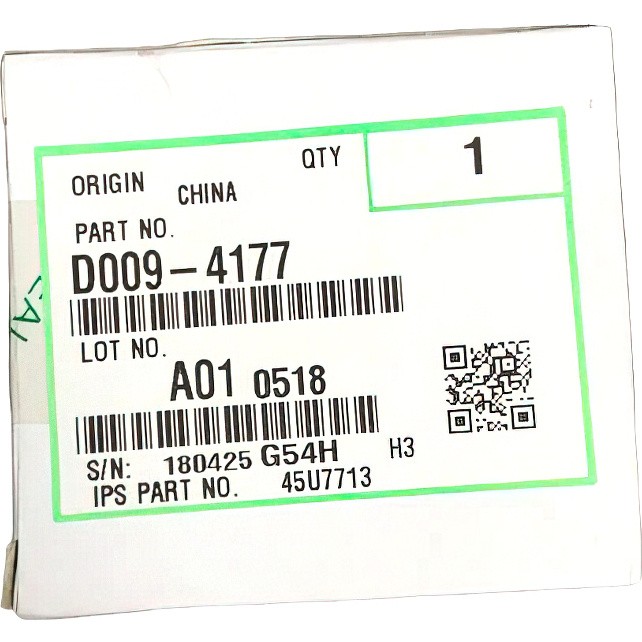 QTY 1
ORIGIN CHINA
PART NO.
D009-4177
LOT NO.
A01 0518
S/N: 180425 G54H H3
IPS PART NO. 45U7713